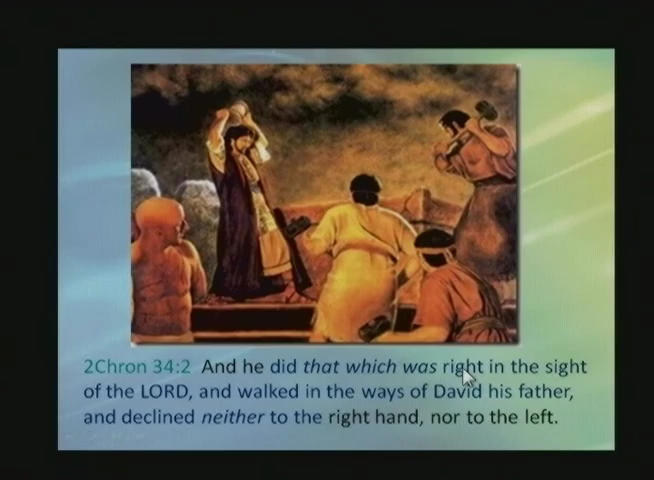 2Chron 34:2 And he did that which was right in the sight
of the LORD, and walked in the ways of David his father,
and declined neither to the right hand, nor to the left.